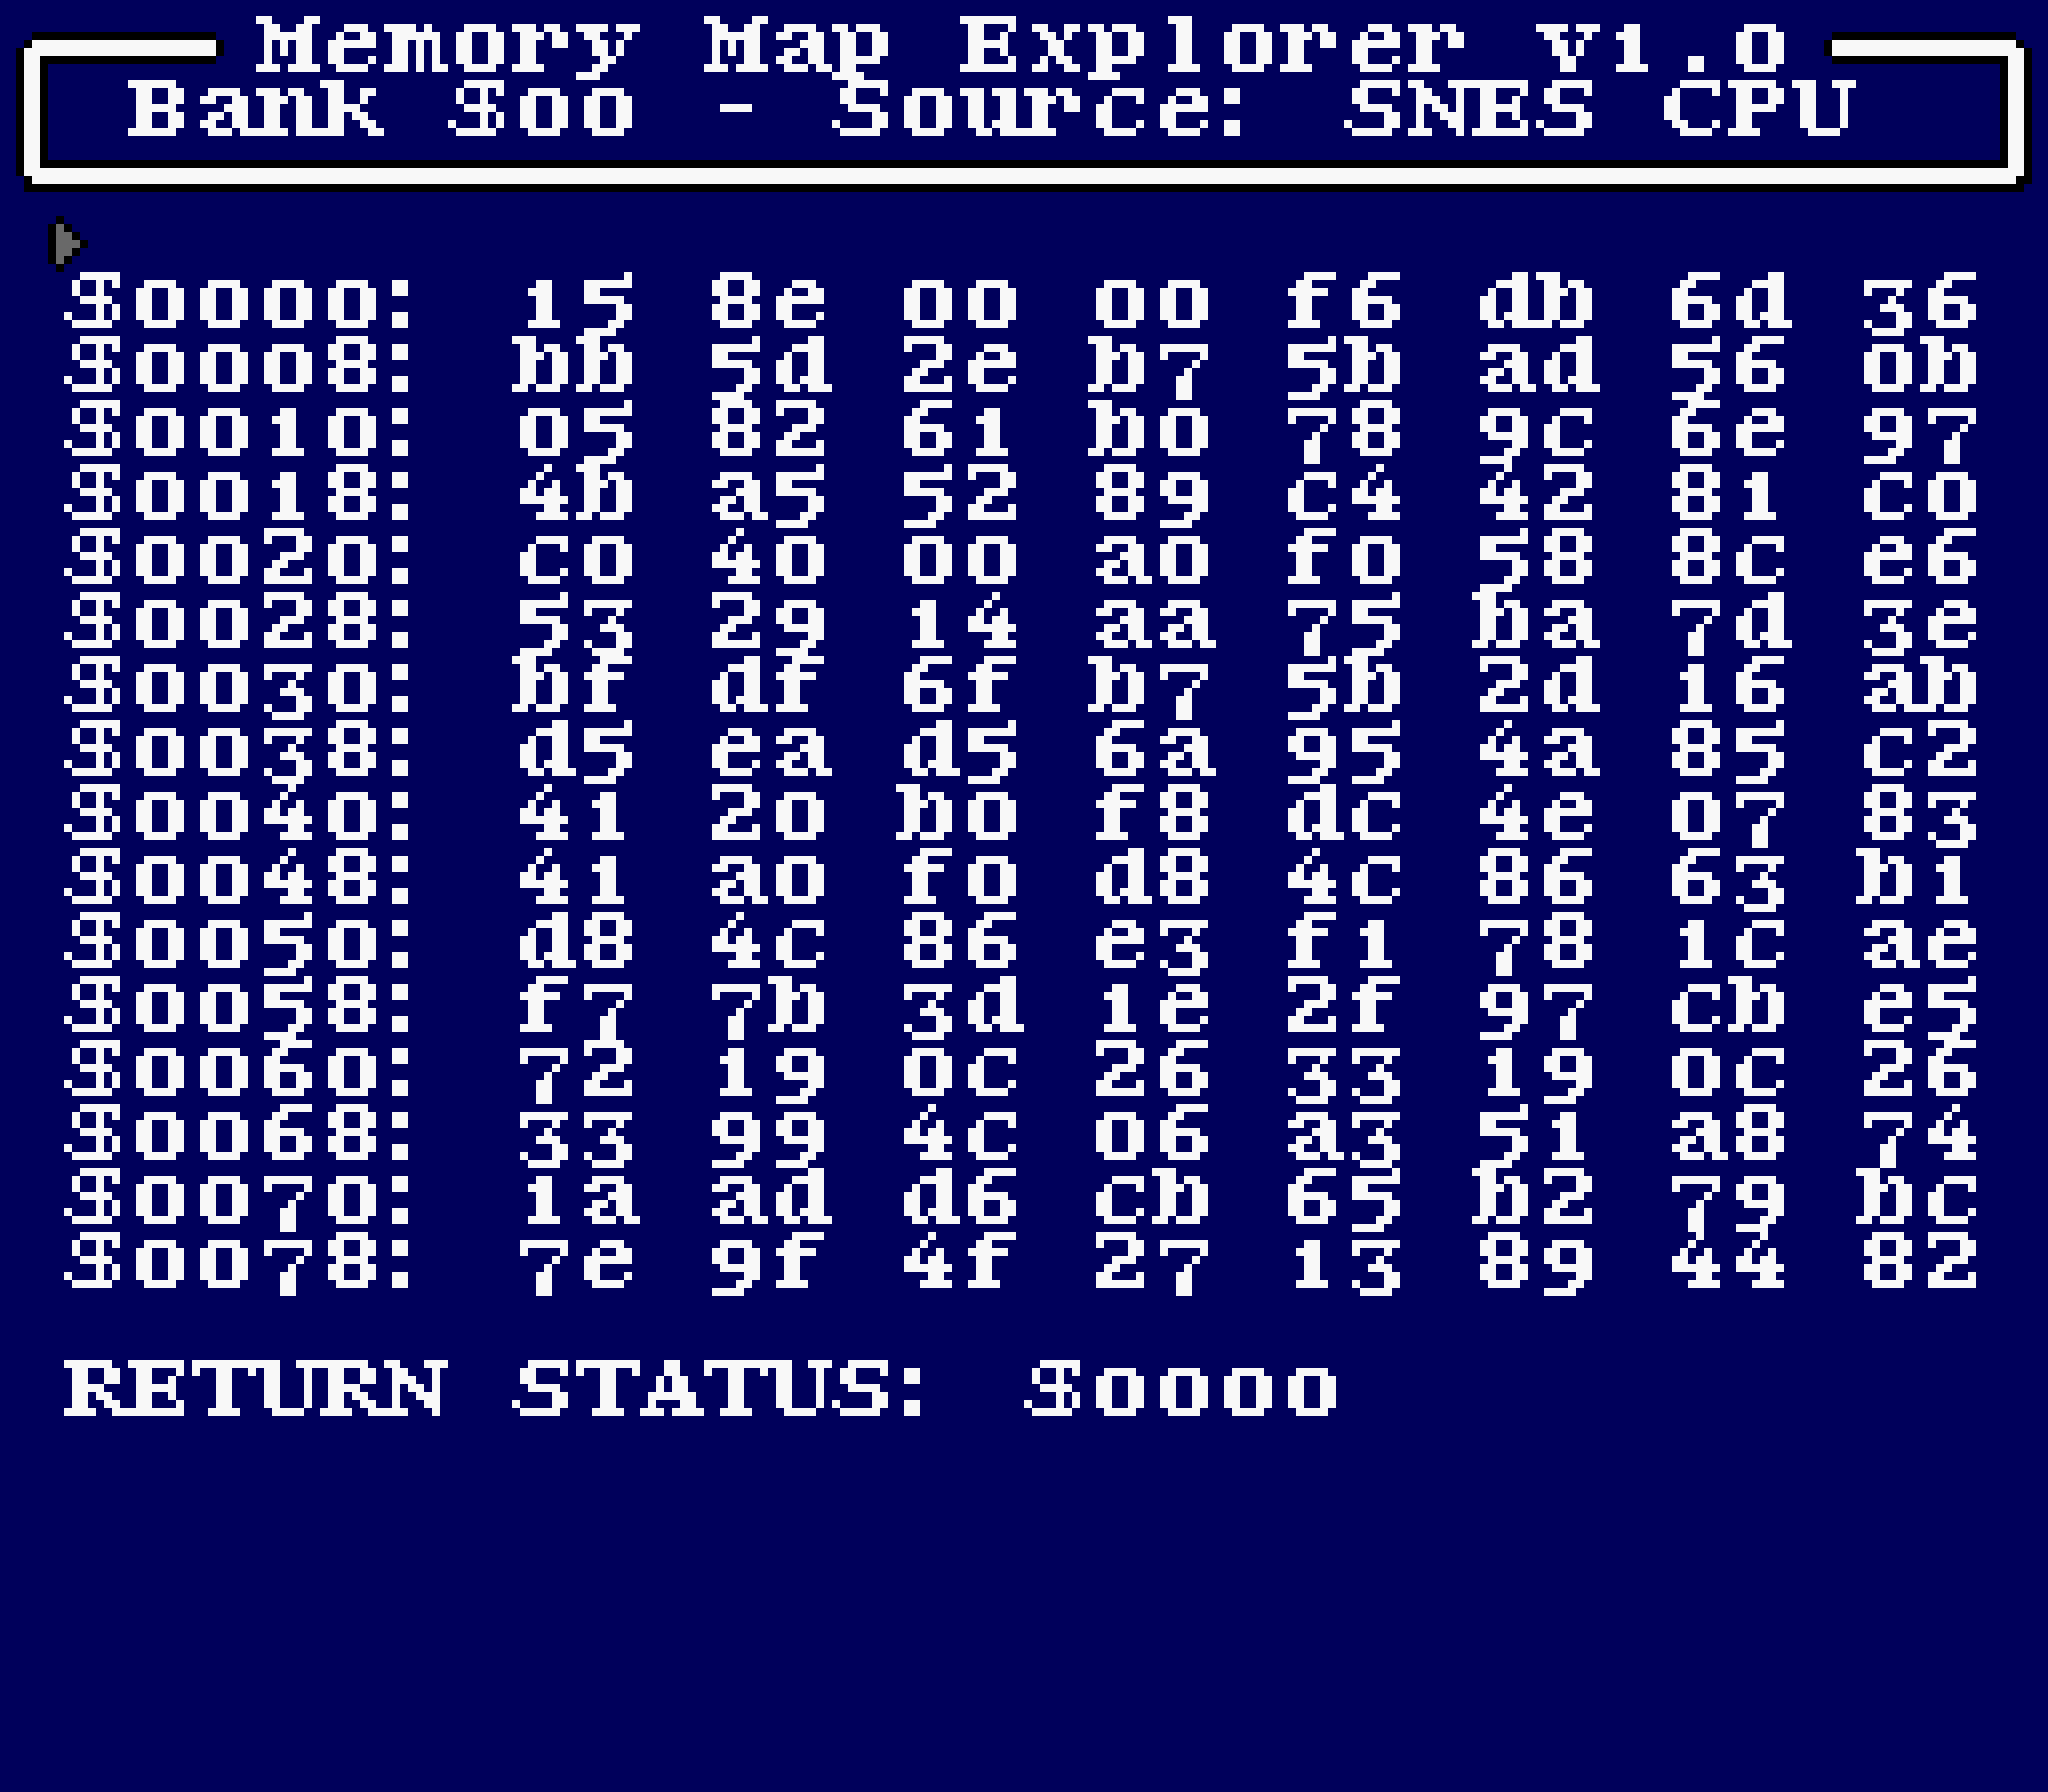 Memory Map Explorer v1.0
Bank $00 - Source: SNES CPU
$0000: 15 8e 00 00 f6 db 6d 36
$0008: bb 5d 2e b7 5b ad 56 0b
$0010: 05 82 61 b0 78 9c 6e 97
$0018: 4b a5 52 89 c4 42 81 c0
$0020: c0 40 00 a0 f0 58 8c e6
$0028: 53 29 14 aa 75 ba 7d 3e
$0030: bf df 6f b7 5b 2d 16 ab
$0038: d5 ea d5 6a 95 4a 85 c2
$0040: 41 20 b0 f8 dc 4e 07 83
$0048: 41 a0 f0 d8 4c 86 63 b1
$0050: d8 4c 86 e3 f1 78 1c ae
$0058: f7 7b 3d 1e 2f 97 cb e5
$0060: 72 19 0c 26 33 19 0c 26
$0068: 33 99 4c 06 a3 51 a8 74
$0070: 1a ad d6 cb 65 b2 79 bc
$0078: 7e 9f 4f 27 13 89 44 82
RETURN STATUS: $0000